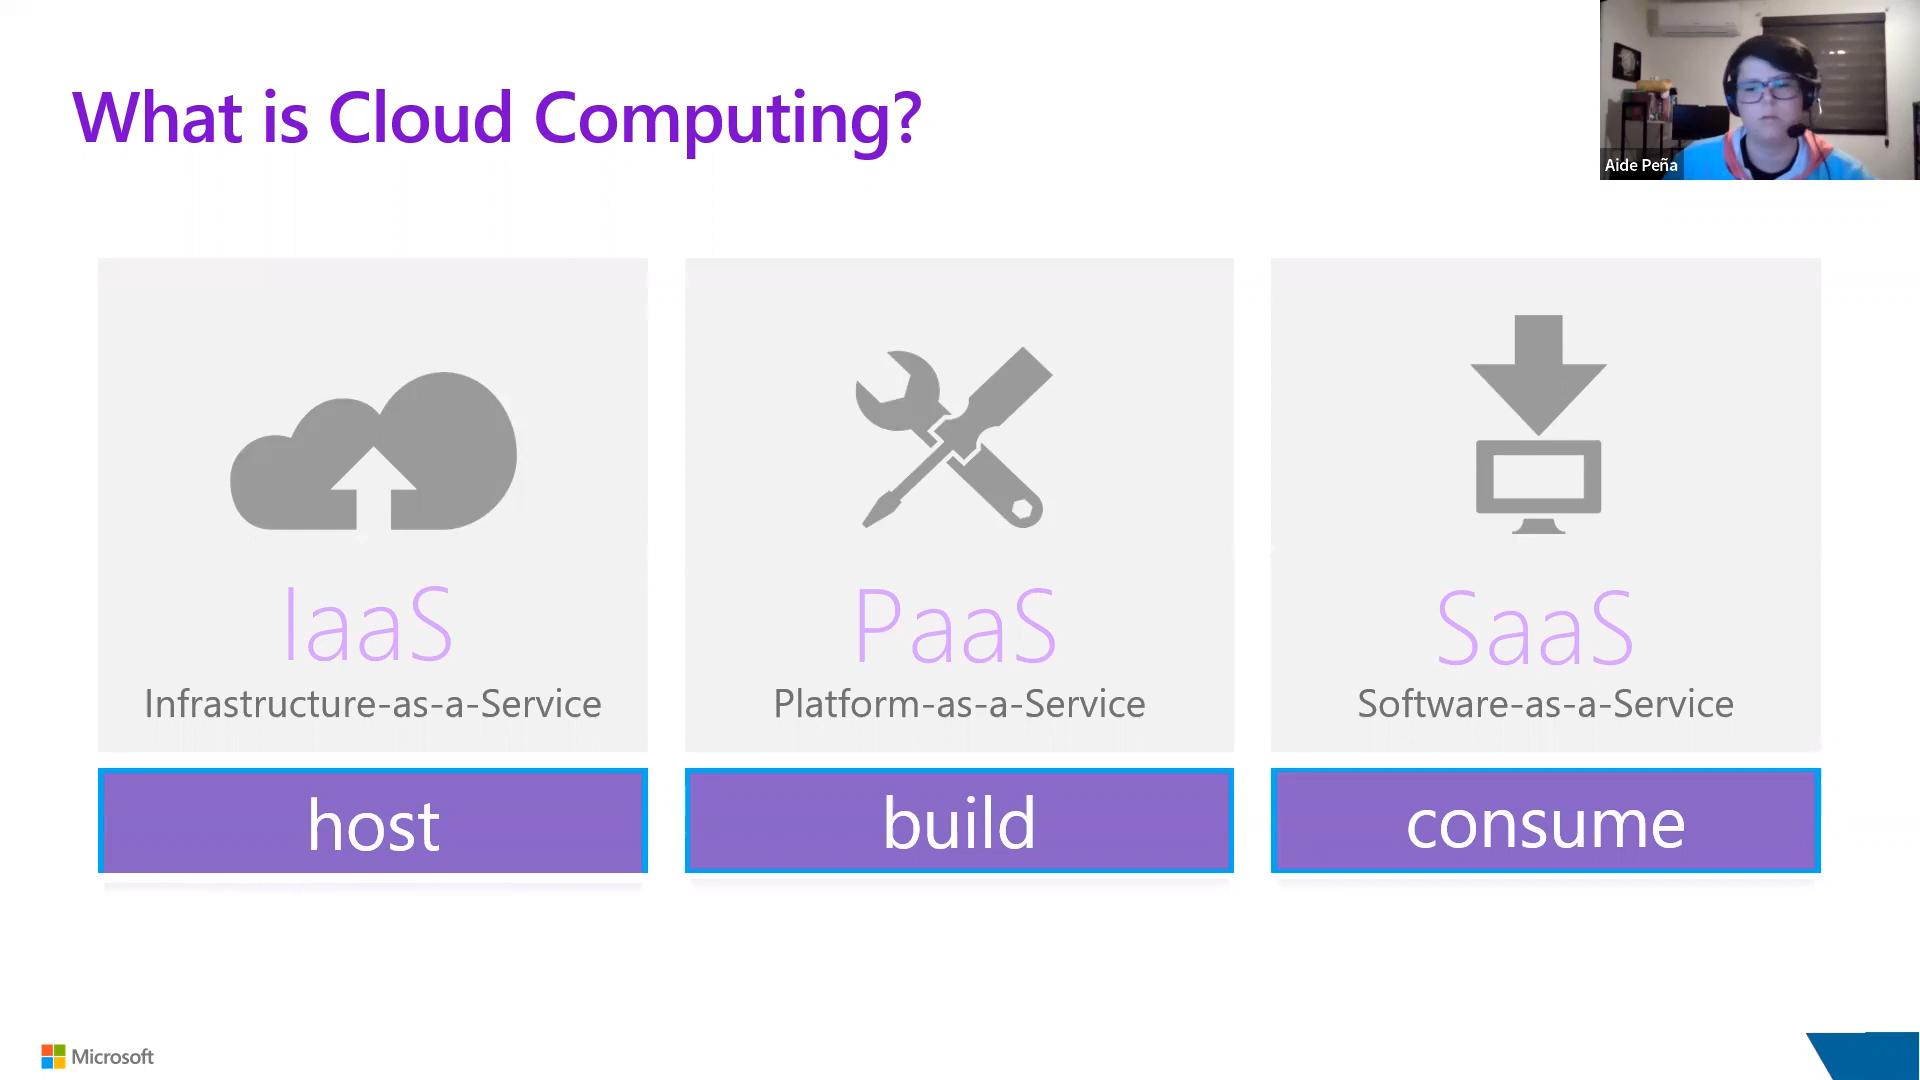 What is Cloud Computing?
Aide Peña
IaaS
Infrastructure-as-a-Service
host
PaaS
Platform-as-a-Service
build
SaaS
Software-as-a-Service
consume
Microsoft